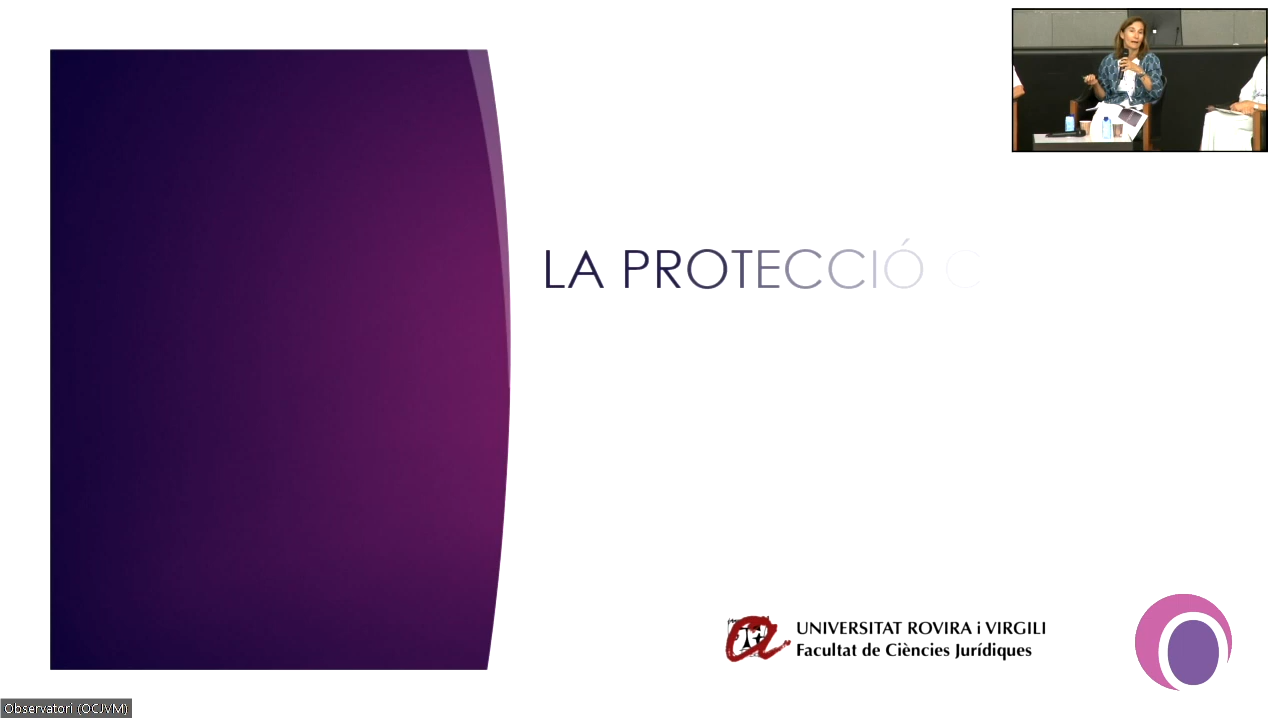 LA PROTECCIÓ C
UNIVERSITAT ROVIRA i VIRGILI
Facultat de Ciències Jurídiques
Observatori (OCJVM)